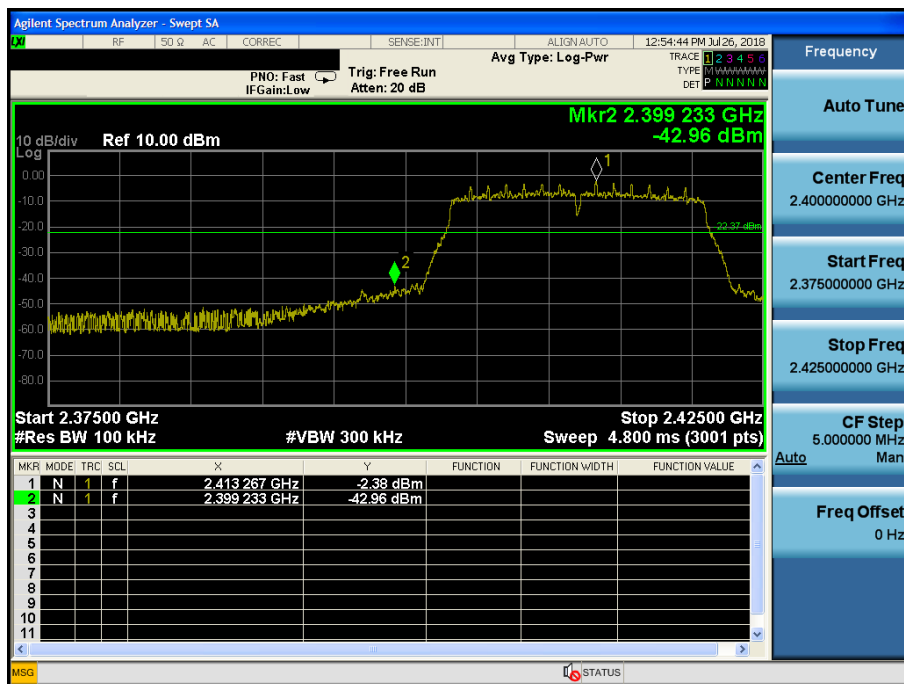 Agilent Spectrum Analyzer - Swept SA
LXI RF 50 Ω AC CORREC SENSE:INT ALIGN AUTO 12:54:44 PM Jul 26, 2018
Frequency
PNO: Fast
IFGain:Low
Trig: Free Run
Atten: 20 dB
Avg Type: Log-Pwr
TRACE 1 2 3 4 5 6
TYPE M W W W W W
DET P N N N N N
Auto Tune
Mkr2 2.399 233 GHz
-42.96 dBm
10 dB/div Ref 10.00 dBm
Log
0.00
-10.0
-20.0
-30.0
-40.0
-50.0
-60.0
-70.0
-80.0
1
2
22.37 dBm
Start 2.37500 GHz Stop 2.42500 GHz
#Res BW 100 kHz #VBW 300 kHz Sweep 4.800 ms (3001 pts)
Center Freq
2.400000000 GHz
Start Freq
2.375000000 GHz
Stop Freq
2.425000000 GHz
CF Step
5.000000 MHz
Auto Man
Freq Offset
0 Hz
MKR MODE TRC SCL X Y FUNCTION FUNCTION WIDTH FUNCTION VALUE
1 N 1 f 2.413 267 GHz -2.38 dBm
2 N 1 f 2.399 233 GHz -42.96 dBm
3
4
5
6
7
8
9
10
11
MSG STATUS